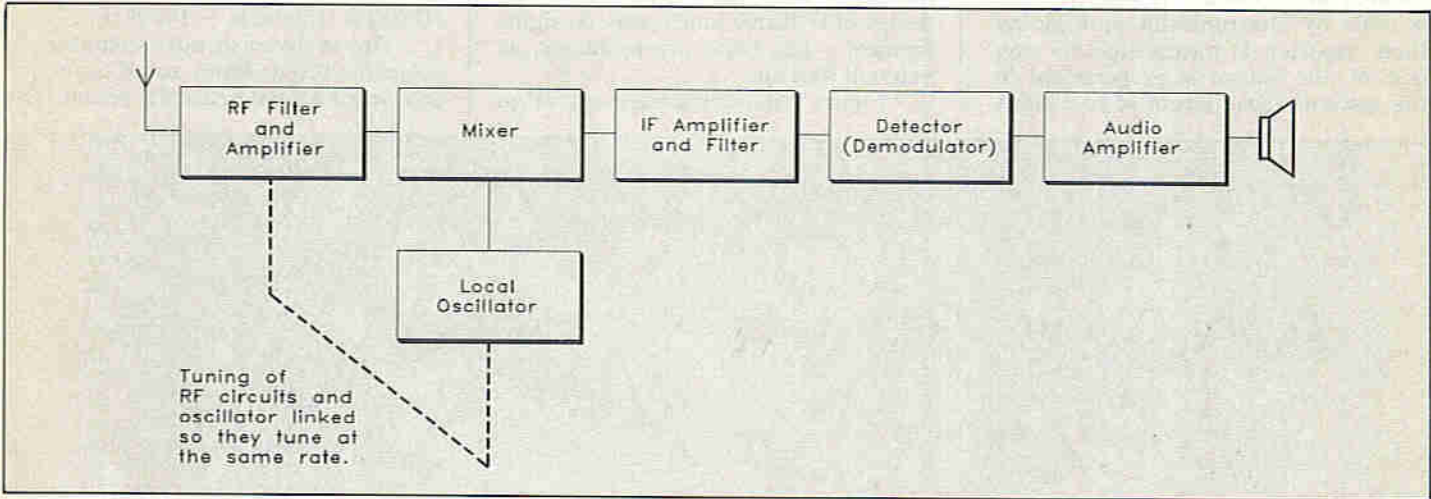 RF Filter
and
Amplifier
Mixer
IF Amplifier
and Filter
Detector
(Demodulator)
Audio
Amplifier
Local
Oscillator
Tuning of
RF circuits and
oscillator linked
so they tune at
the same rate.